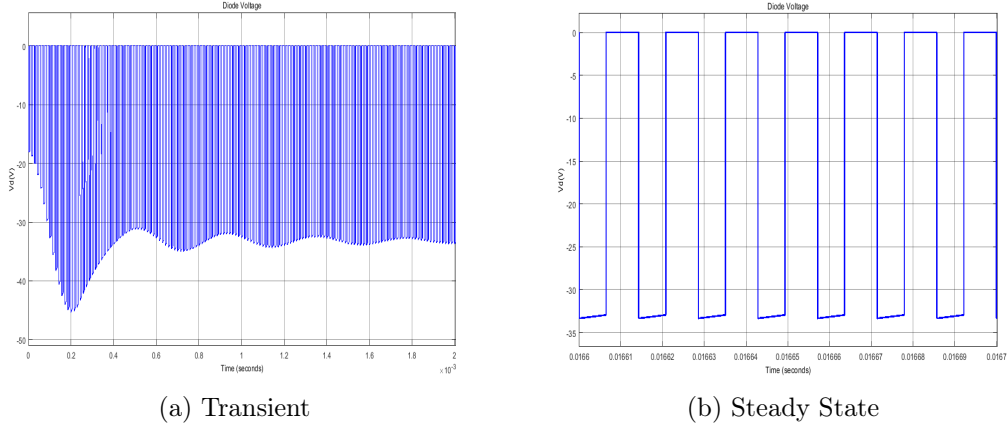 Diode Voltage
0
-10
-20
-30
-40
-50
Vd(V)
0 0.2 0.4 0.6 0.8 1 1.2 1.4 1.6 1.8 2
Time (seconds)
× 10⁻³
(a) Transient
Diode Voltage
0
-5
-10
-15
-20
-25
-30
-35
Vd(V)
0.0166 0.01661 0.01662 0.01663 0.01664 0.01665 0.01666 0.01667 0.01668 0.01669 0.0167
Time (seconds)
(b) Steady State